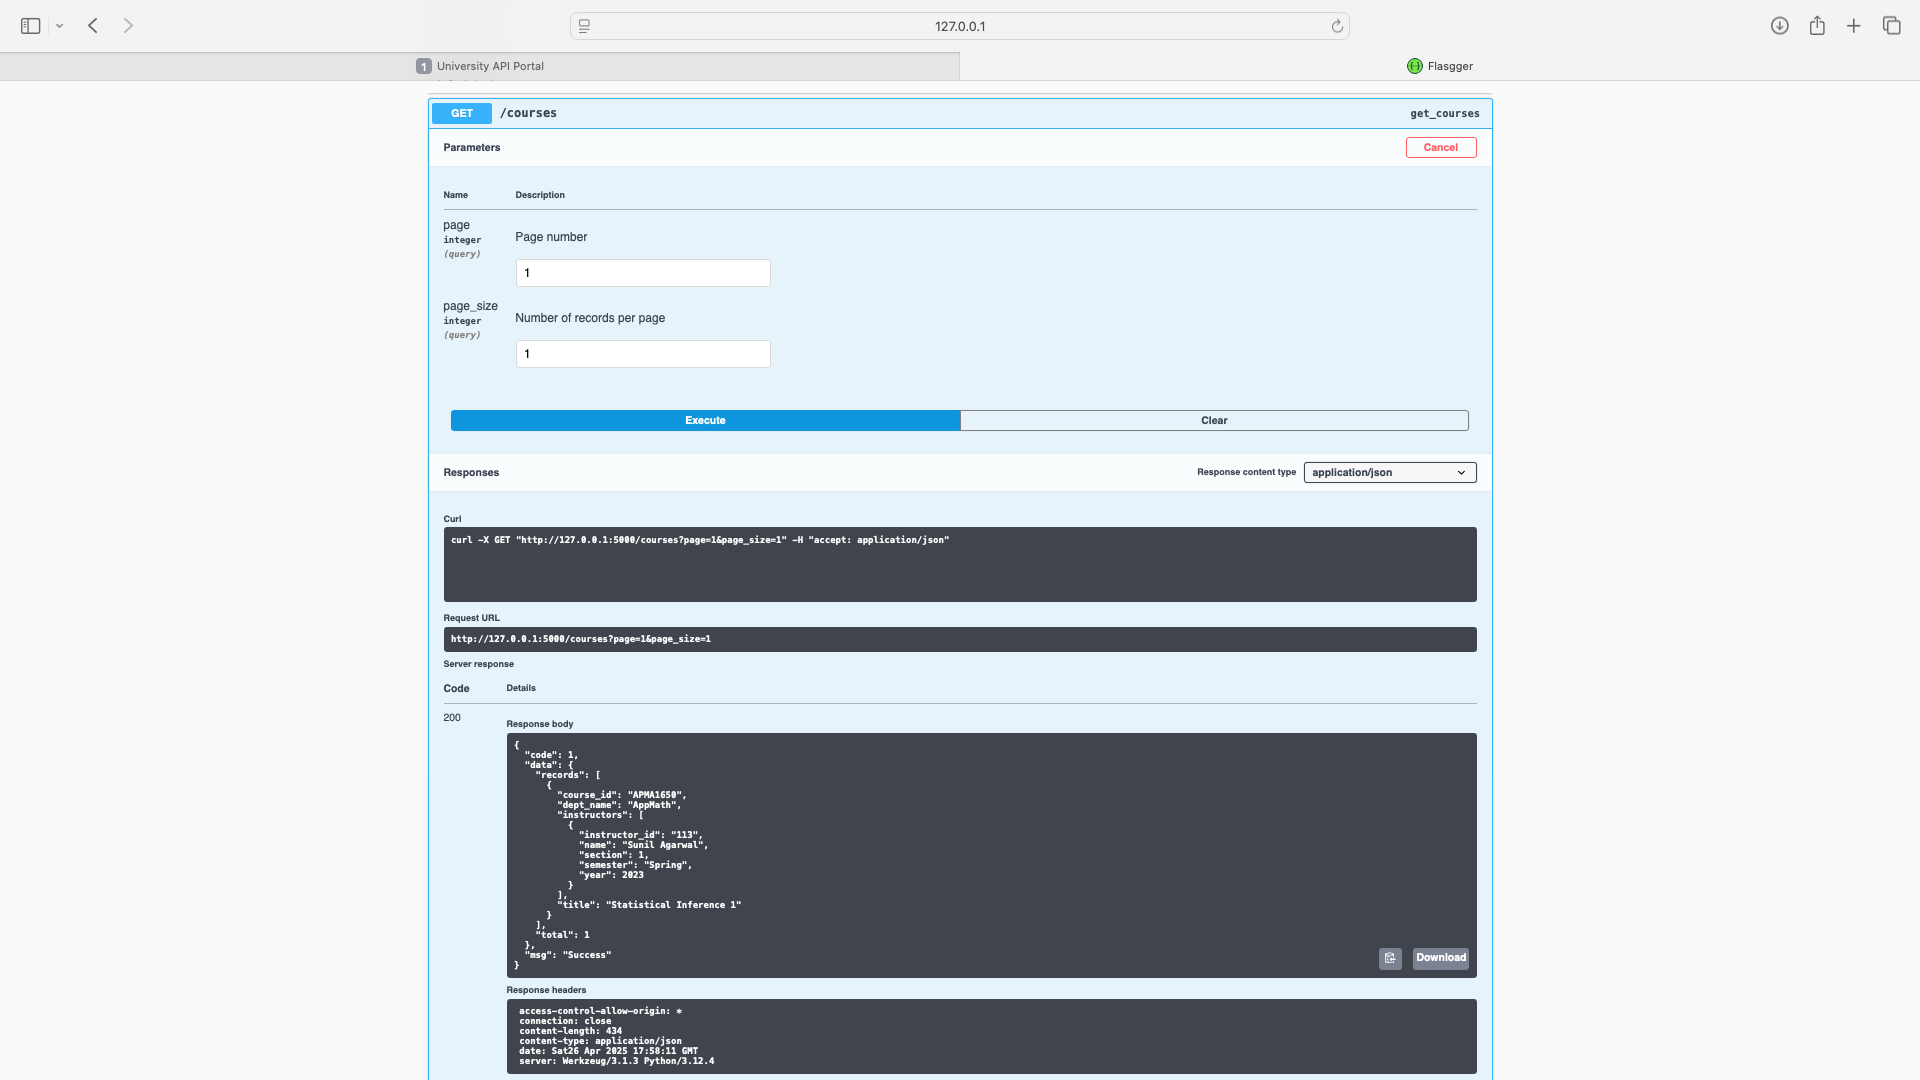 127.0.0.1
1 University API Portal
Flasgger
GET /courses get_courses
Parameters
Cancel
Name Description
page
integer
(query)
Page number
1
page_size
integer
(query)
Number of records per page
1
Execute
Clear
Responses
Response content type
application/json
Curl
curl -X GET "http://127.0.0.1:5000/courses?page=1&page_size=1" -H "accept: application/json"
Request URL
http://127.0.0.1:5000/courses?page=1&page_size=1
Server response
Code Details
200
Response body
{
  "code": 1,
  "data": {
    "records": [
      {
        "course_id": "APMA1650",
        "dept_name": "AppMath",
        "instructors": [
          {
            "instructor_id": "113",
            "name": "Sunil Agarwal",
            "section": 1,
            "semester": "Spring",
            "year": 2023
          }
        ],
        "title": "Statistical Inference 1"
      }
    ],
    "total": 1
  },
  "msg": "Success"
}
Download
Response headers
access-control-allow-origin: *
connection: close
content-length: 434
content-type: application/json
date: Sat26 Apr 2025 17:58:11 GMT
server: Werkzeug/3.1.3 Python/3.12.4